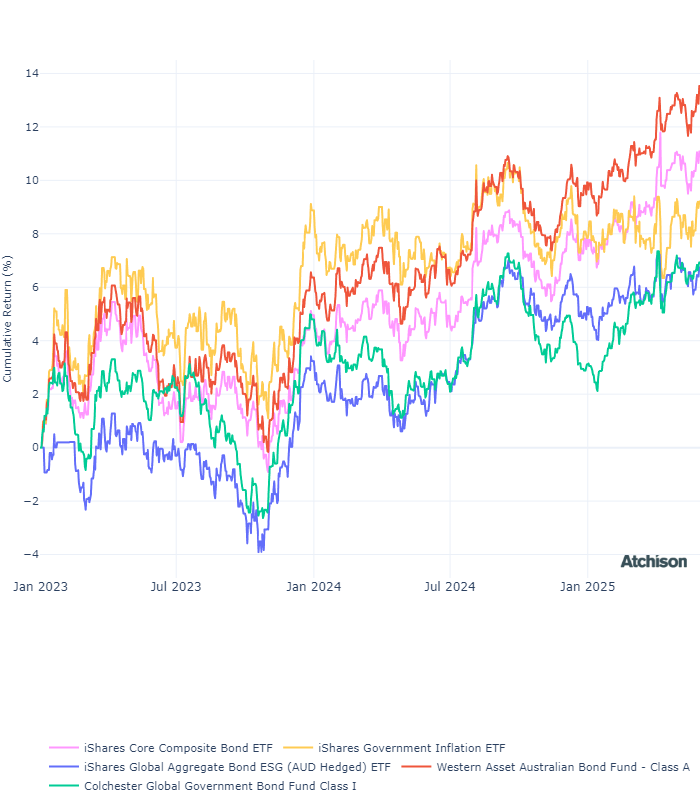 14
12
10
8
6
4
2
0
−2
−4
Cumulative Return (%)
Jan 2023 Jul 2023 Jan 2024 Jul 2024 Jan 2025
Atchison
iShares Core Composite Bond ETF iShares Government Inflation ETF
iShares Global Aggregate Bond ESG (AUD Hedged) ETF Western Asset Australian Bond Fund - Class A
Colchester Global Government Bond Fund Class I